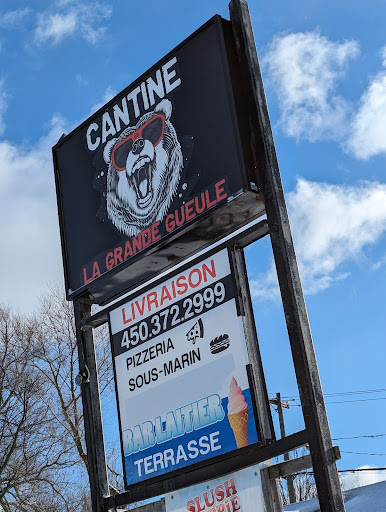 CANTINE
LA GRANDE GUEULE
LIVRAISON
450.372.2999
PIZZERIA
SOUS-MARIN
BAR LAITIER
TERRASSE
SLUSH